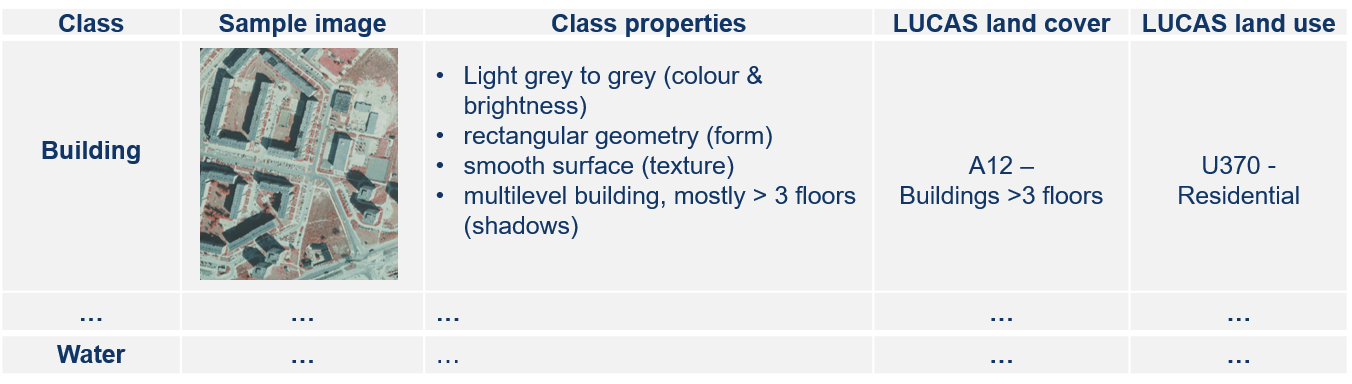 Class Sample image Class properties LUCAS land cover LUCAS land use
Building
• Light grey to grey (colour &
brightness)
• rectangular geometry (form)
• smooth surface (texture)
• multilevel building, mostly > 3 floors
(shadows)
A12 –
Buildings >3 floors
U370 -
Residential
… … … … …
Water … … … …